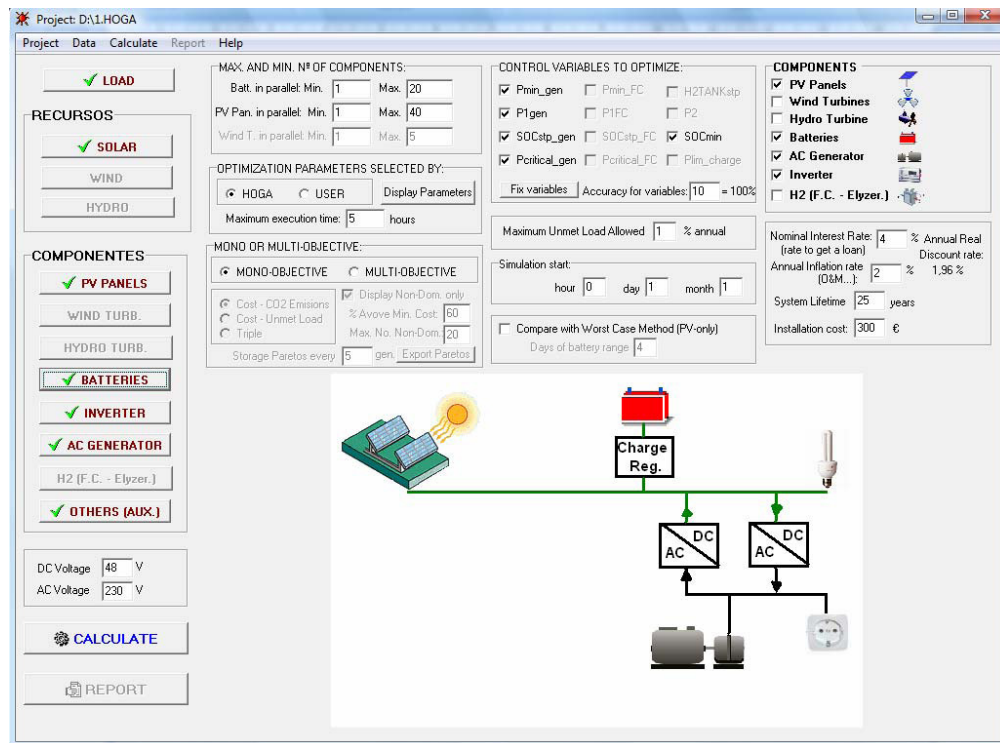 Project: D:\1.HOGA
Project Data Calculate Report Help
LOAD
RECURSOS
SOLAR
WIND
HYDRO
COMPONENTES
PV PANELS
WIND TURB.
HYDRO TURB.
BATTERIES
INVERTER
AC GENERATOR
H2 (F.C. - Elyzer.)
OTHERS (AUX.)
DC Voltage 48 V
AC Voltage 230 V
CALCULATE
REPORT
MAX. AND MIN. Nº OF COMPONENTS:
Batt. in parallel: Min. 1 Max. 20
PV Pan. in parallel: Min. 1 Max. 40
Wind T. in parallel: Min. 1 Max. 5
OPTIMIZATION PARAMETERS SELECTED BY:
HOGA USER Display Parameters
Maximum execution time: 5 hours
MONO OR MULTI-OBJECTIVE:
MONO-OBJECTIVE MULTI-OBJECTIVE
Cost - CO2 Emisions
Cost - Unmet Load
Triple
Display Non-Dom. only
% Avove Min. Cost: 60
Max. No. Non-Dom. 20
Storage Paretos every 5 gen. Export Paretos
CONTROL VARIABLES TO OPTIMIZE:
Pmin_gen Pmin_FC H2TANKstp
P1gen P1FC P2
SOCstp_gen SOCstp_FC SOCmin
Pcritical_gen Pcritical_FC Plim_charge
Fix variables Accuracy for variables: 10 = 100%
Maximum Unmet Load Allowed 1 % annual
Simulation start:
hour 0 day 1 month 1
Compare with Worst Case Method (PV-only)
Days of battery range 4
COMPONENTS
PV Panels
Wind Turbines
Hydro Turbine
Batteries
AC Generator
Inverter
H2 (F.C. - Elyzer.)
Nominal Interest Rate: 4 % Annual Real
(rate to get a loan) Discount rate:
Annual Inflation rate 2 % 1,96 %
(O&M...):
System Lifetime 25 years
Installation cost: 300 €
Charge
Reg.
DC
AC
DC
AC